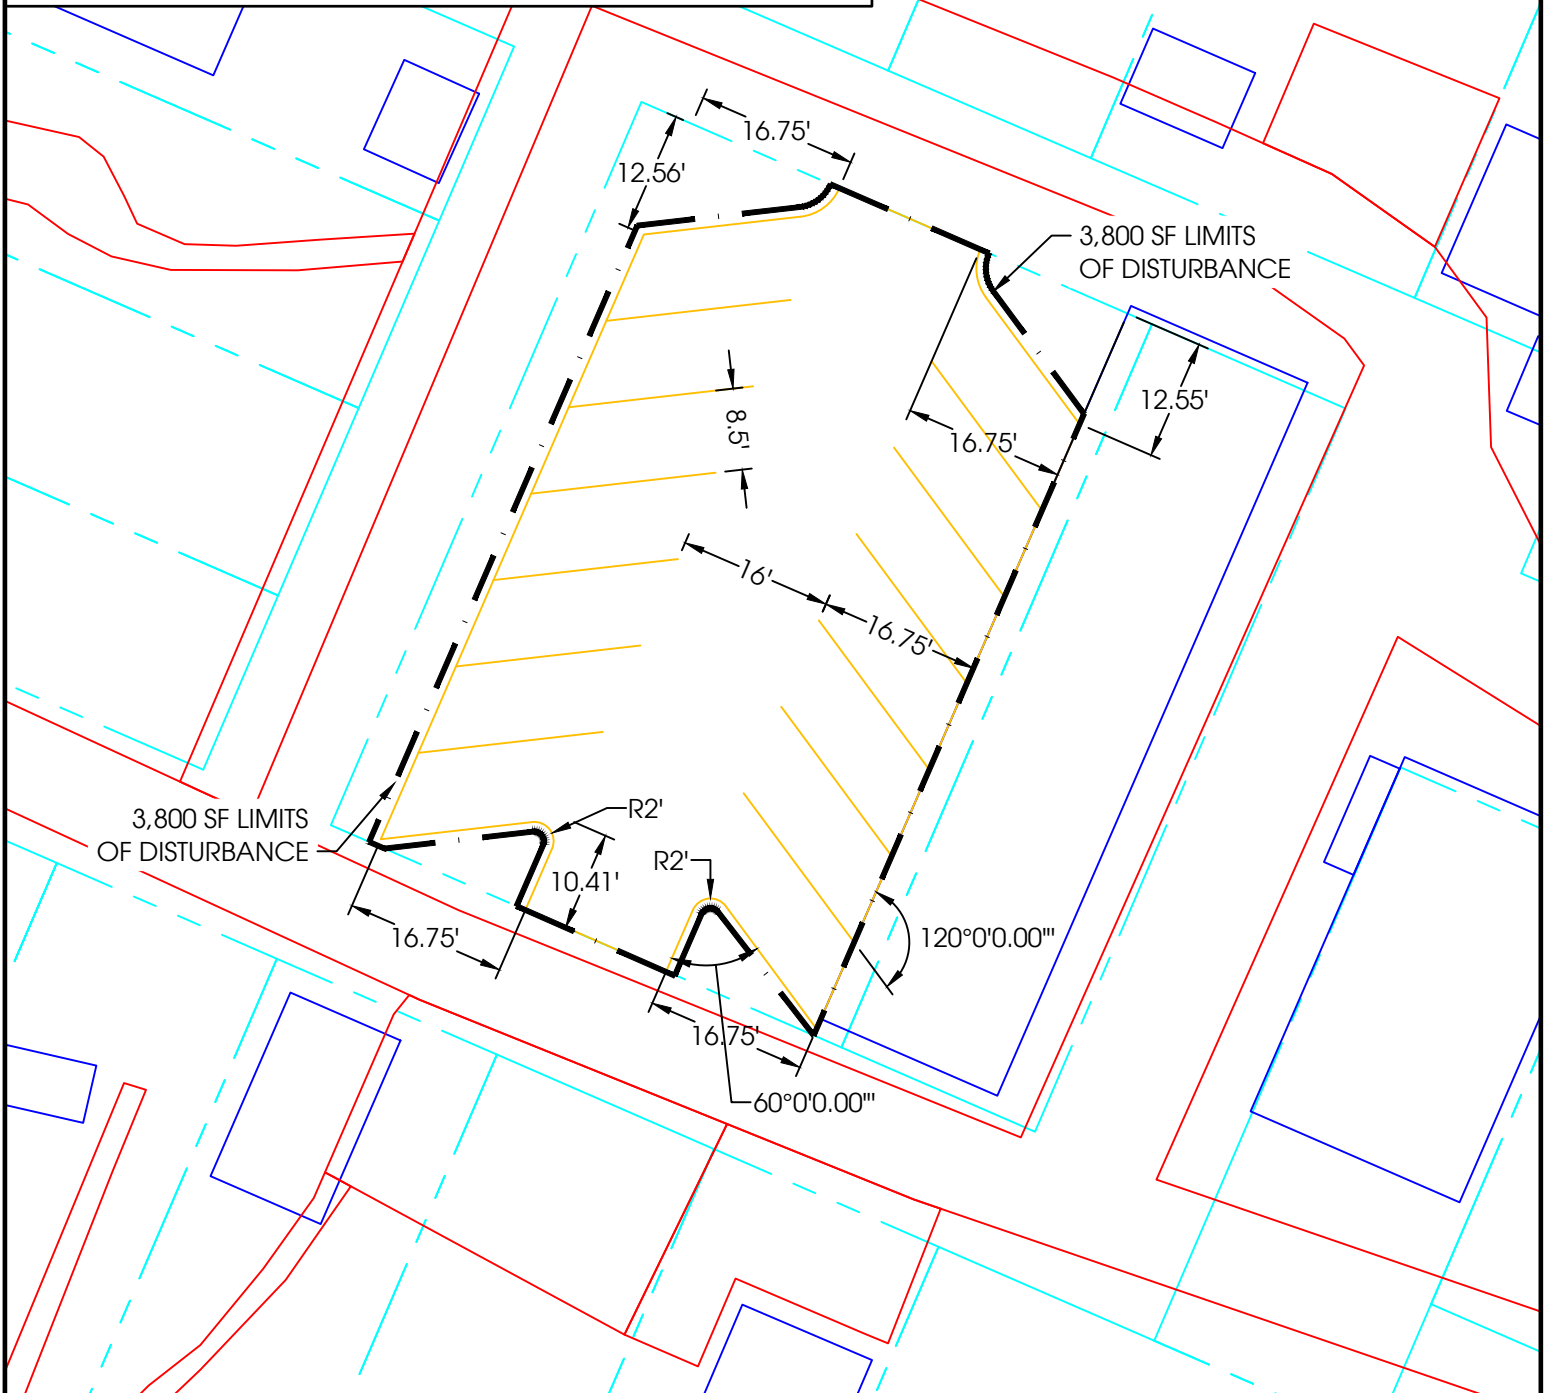 16.75'
12.56'
3,800 SF LIMITS
OF DISTURBANCE
12.55'
8.5'
16.75'
16'
16.75'
3,800 SF LIMITS
OF DISTURBANCE
R2'
R2'
10.41'
16.75'
120°0'0.00"'
16.75'
60°0'0.00"'